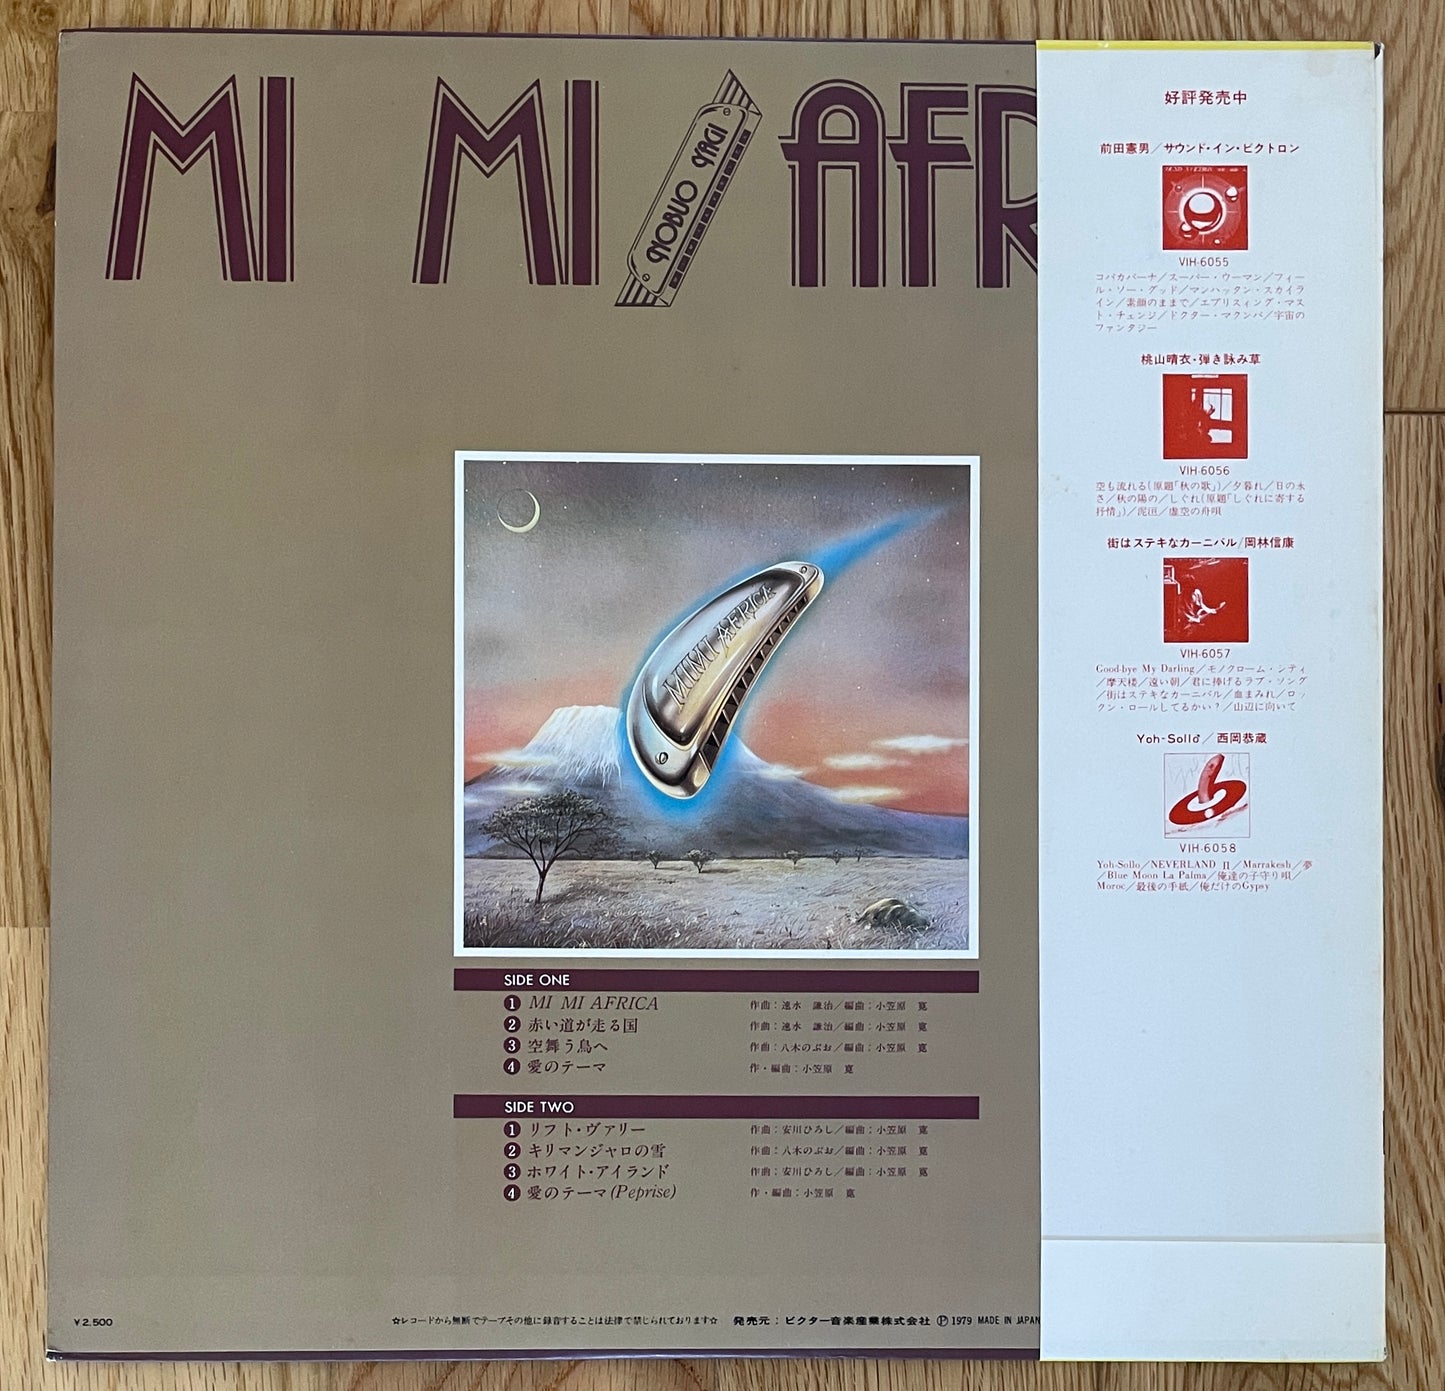 MI MI AFR
NOBUO YAGI
MIMI AFRICA
SIDE ONE
1 MI MI AFRICA 作曲：速水 謙治／編曲：小笠原 寛
2 赤い道が走る国 作曲：速水 謙治／編曲：小笠原 寛
3 空舞う鳥へ 作曲：八木のぶお／編曲：小笠原 寛
4 愛のテーマ 作・編曲：小笠原 寛
SIDE TWO
1 リフト・ヴァリー 作曲：安川ひろし／編曲：小笠原 寛
2 キリマンジャロの雪 作曲：八木のぶお／編曲：小笠原 寛
3 ホワイト・アイランド 作曲：安川ひろし／編曲：小笠原 寛
4 愛のテーマ(Peprise) 作・編曲：小笠原 寛
¥2,500
☆レコードから無断でテープその他に録音することは法律で禁じられております☆ 発売元：ビクター音楽産業株式会社 Ⓟ1979 MADE IN JAPAN
好評発売中
前田憲男／サウンド・イン・ビクトロン
VIH-6055
コパカバーナ／スーパー・ウーマン／フィー
ル・ソー・グッド／マンハッタン・スカイラ
イン／素顔のままで／エブリスィング・マス
ト・チェンジ／ドクター・マクンバ／宇宙の
ファンタジー
桃山晴衣・弾き詠み草
VIH-6056
空も流れる(原題「秋の歌」)／夕暮れ／日の永
さ／秋の陽の／しぐれ(原題「しぐれに寄する
抒情」)／泥沼／虚空の舟唄
街はステキなカーニバル／岡林信康
VIH-6057
Good-bye My Darling／モノクローム・シティ
／摩天楼／遠い朝／君に捧げるラブ・ソング
／街はステキなカーニバル／血まみれ／ロッ
クン・ロールしてるかい？／山辺に向いて
Yoh-Sollo／西岡恭蔵
VIH-6058
Yoh-Sollo／NEVERLAND II／Marrakesh／夢
／Blue Moon La Palma／俺達の子守り唄／
Moroc／最後の手紙／俺だけのGypsy